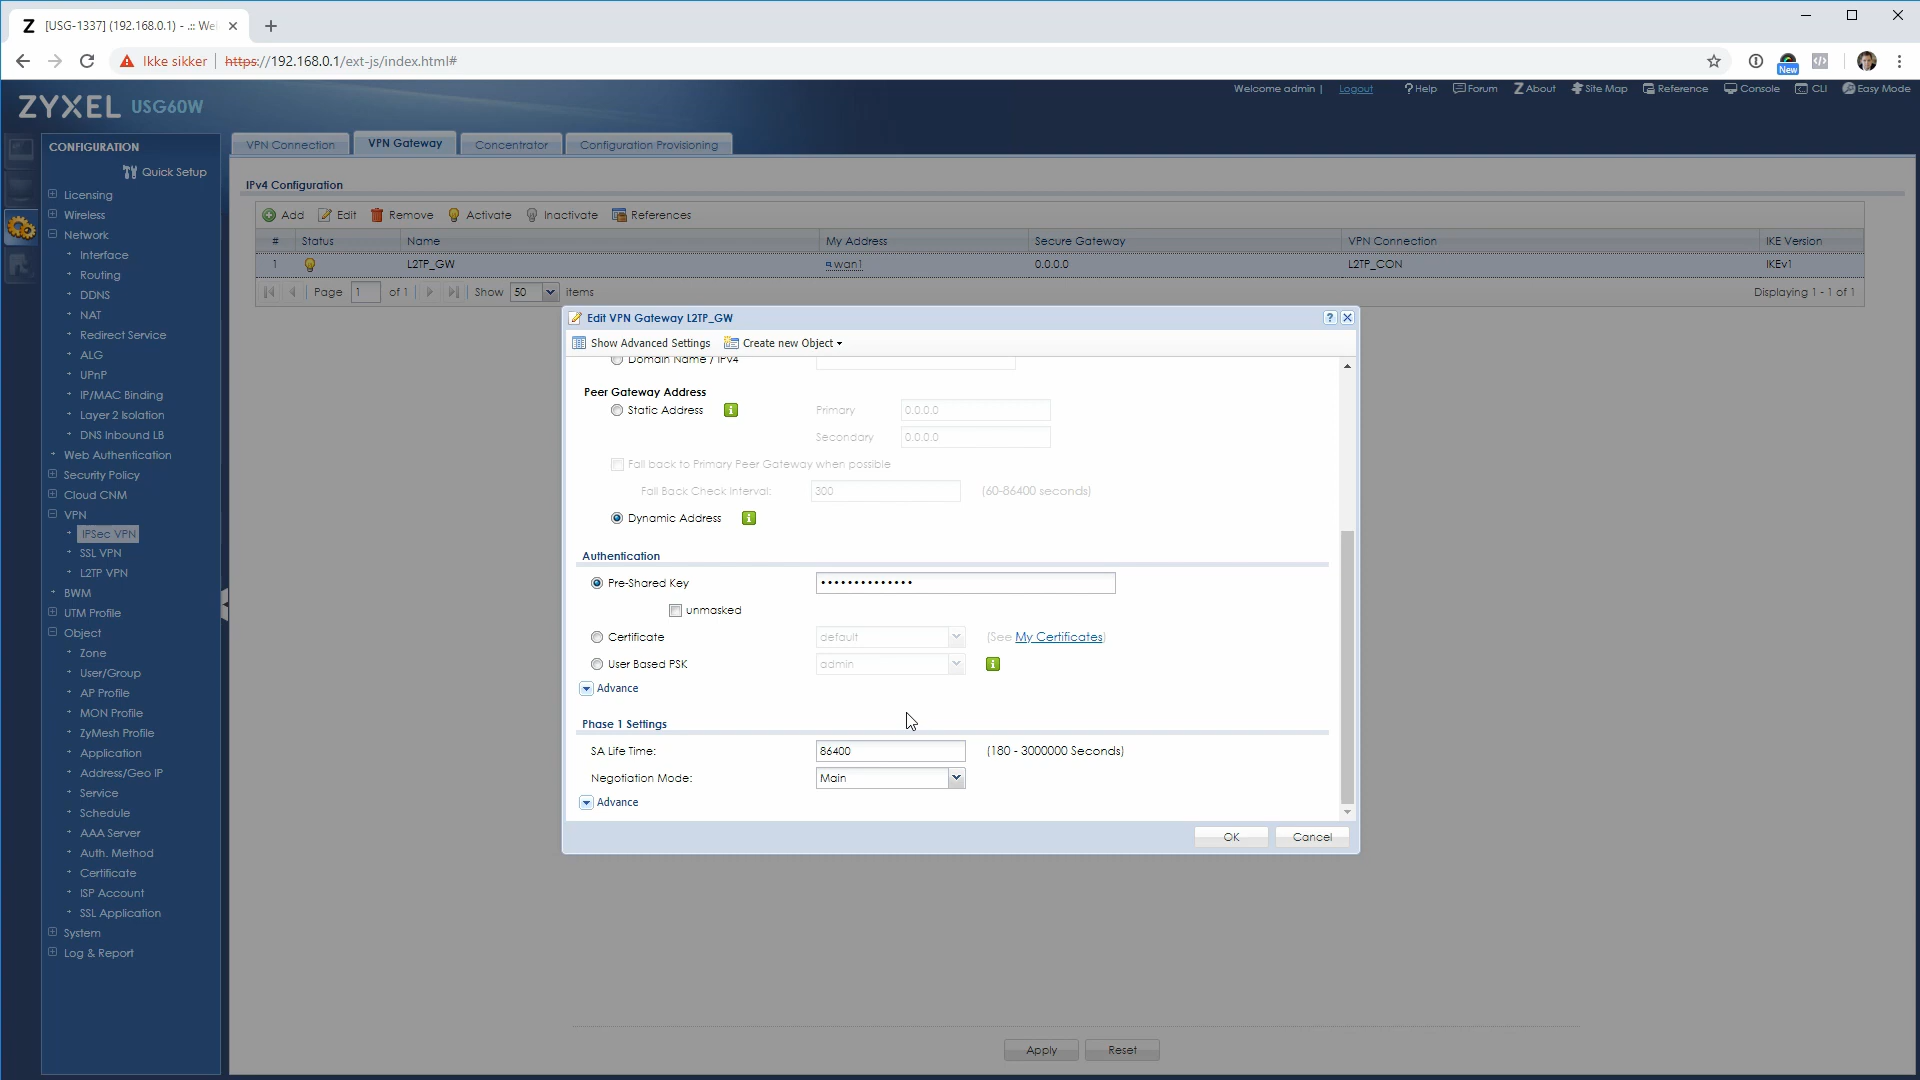 Z [USG-1337] (192.168.0.1) - .:: We
Ikke sikker https://192.168.0.1/ext-js/index.html#
New
ZYXEL USG60W
Welcome admin | Logout ? Help Forum Z About Site Map Reference Console CLI Easy Mode
CONFIGURATION
Quick Setup
Licensing
Wireless
Network
Interface
Routing
DDNS
NAT
Redirect Service
ALG
UPnP
IP/MAC Binding
Layer 2 Isolation
DNS Inbound LB
Web Authentication
Security Policy
Cloud CNM
VPN
IPSec VPN
SSL VPN
L2TP VPN
BWM
UTM Profile
Object
Zone
User/Group
AP Profile
MON Profile
ZyMesh Profile
Application
Address/Geo IP
Service
Schedule
AAA Server
Auth. Method
Certificate
ISP Account
SSL Application
System
Log & Report
VPN Connection VPN Gateway Concentrator Configuration Provisioning
IPv4 Configuration
Add Edit Remove Activate Inactivate References
# Status Name My Address Secure Gateway VPN Connection IKE Version
1 L2TP_GW wan1 0.0.0.0 L2TP_CON IKEv1
Page 1 of 1 Show 50 items Displaying 1 - 1 of 1
Edit VPN Gateway L2TP_GW
Show Advanced Settings Create new Object
Domain Name / IPv4
Peer Gateway Address
Static Address Primary 0.0.0.0
Secondary 0.0.0.0
Fall back to Primary Peer Gateway when possible
Fall Back Check Interval: 300 (60-86400 seconds)
Dynamic Address
Authentication
Pre-Shared Key ••••••••••••••
unmasked
Certificate default (See My Certificates)
User Based PSK admin
Advance
Phase 1 Settings
SA Life Time: 86400 (180 - 3000000 Seconds)
Negotiation Mode: Main
Advance
OK Cancel
Apply Reset